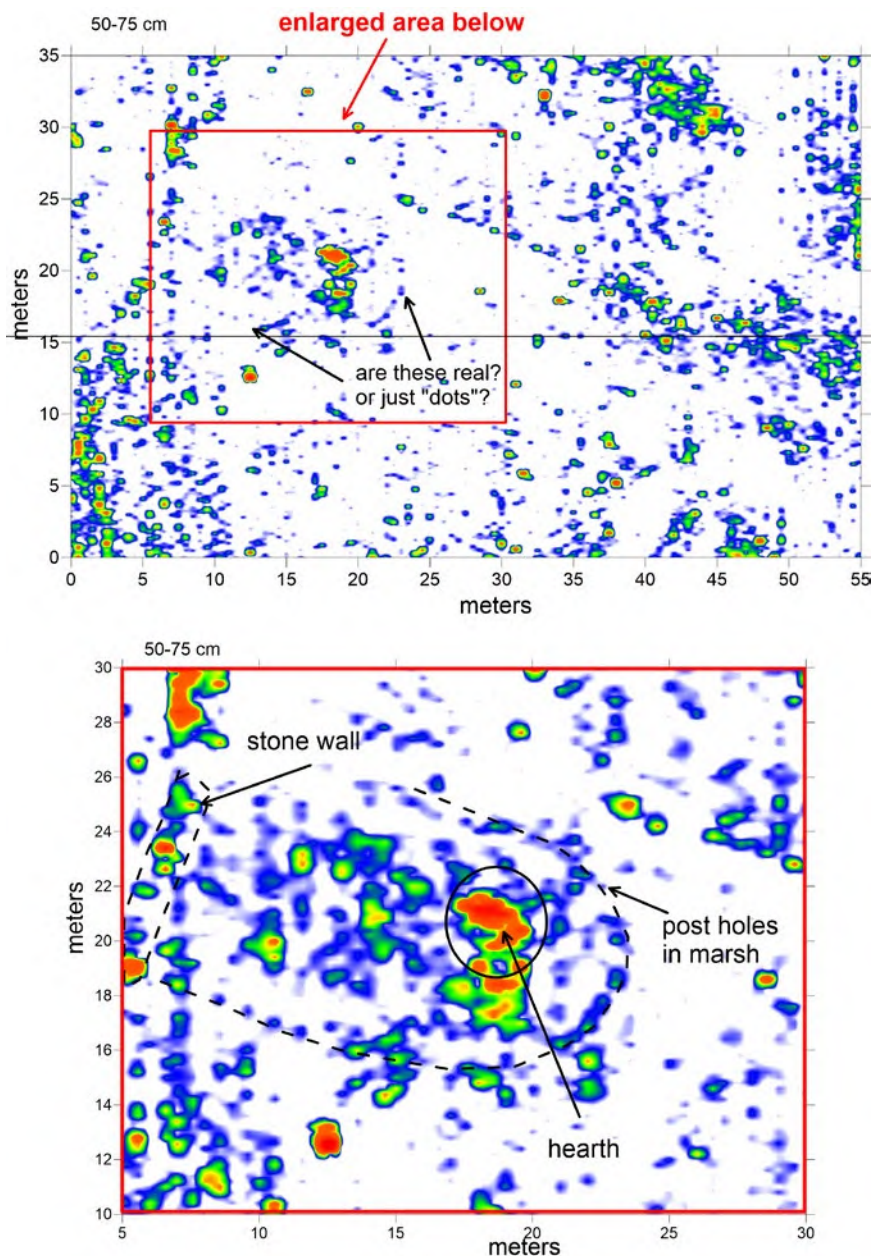 50-75 cm
enlarged area below
35
30
25
20
15
10
5
0
meters
are these real?
or just "dots"?
0 5 10 15 20 25 30 35 40 45 50 55
meters
50-75 cm
30
28
26
24
22
20
18
16
14
12
10
meters
stone wall
post holes
in marsh
hearth
5 10 15 20 25 30
meters